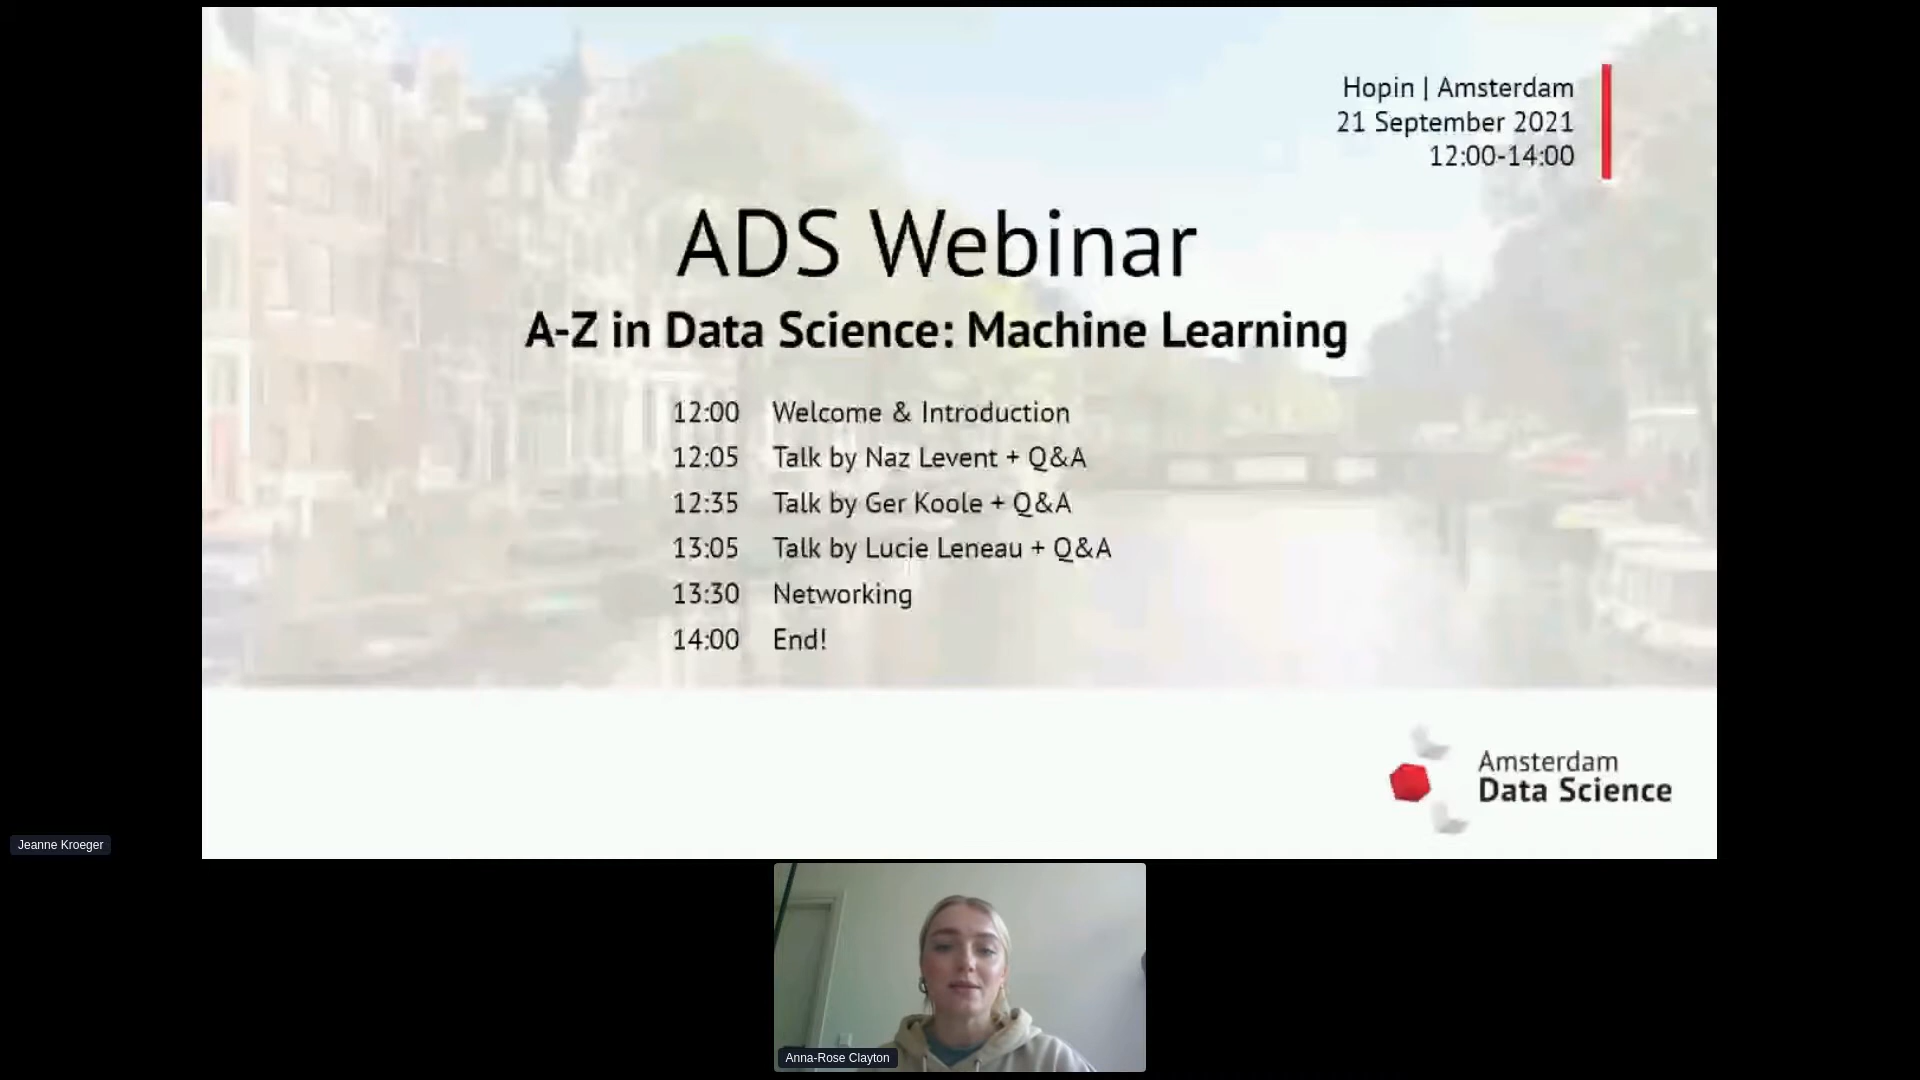 Hopin | Amsterdam
21 September 2021
12:00-14:00
ADS Webinar
A-Z in Data Science: Machine Learning
12:00 Welcome & Introduction
12:05 Talk by Naz Levent + Q&A
12:35 Talk by Ger Koole + Q&A
13:05 Talk by Lucie Leneau + Q&A
13:30 Networking
14:00 End!
Amsterdam
Data Science
Jeanne Kroeger
Anna-Rose Clayton